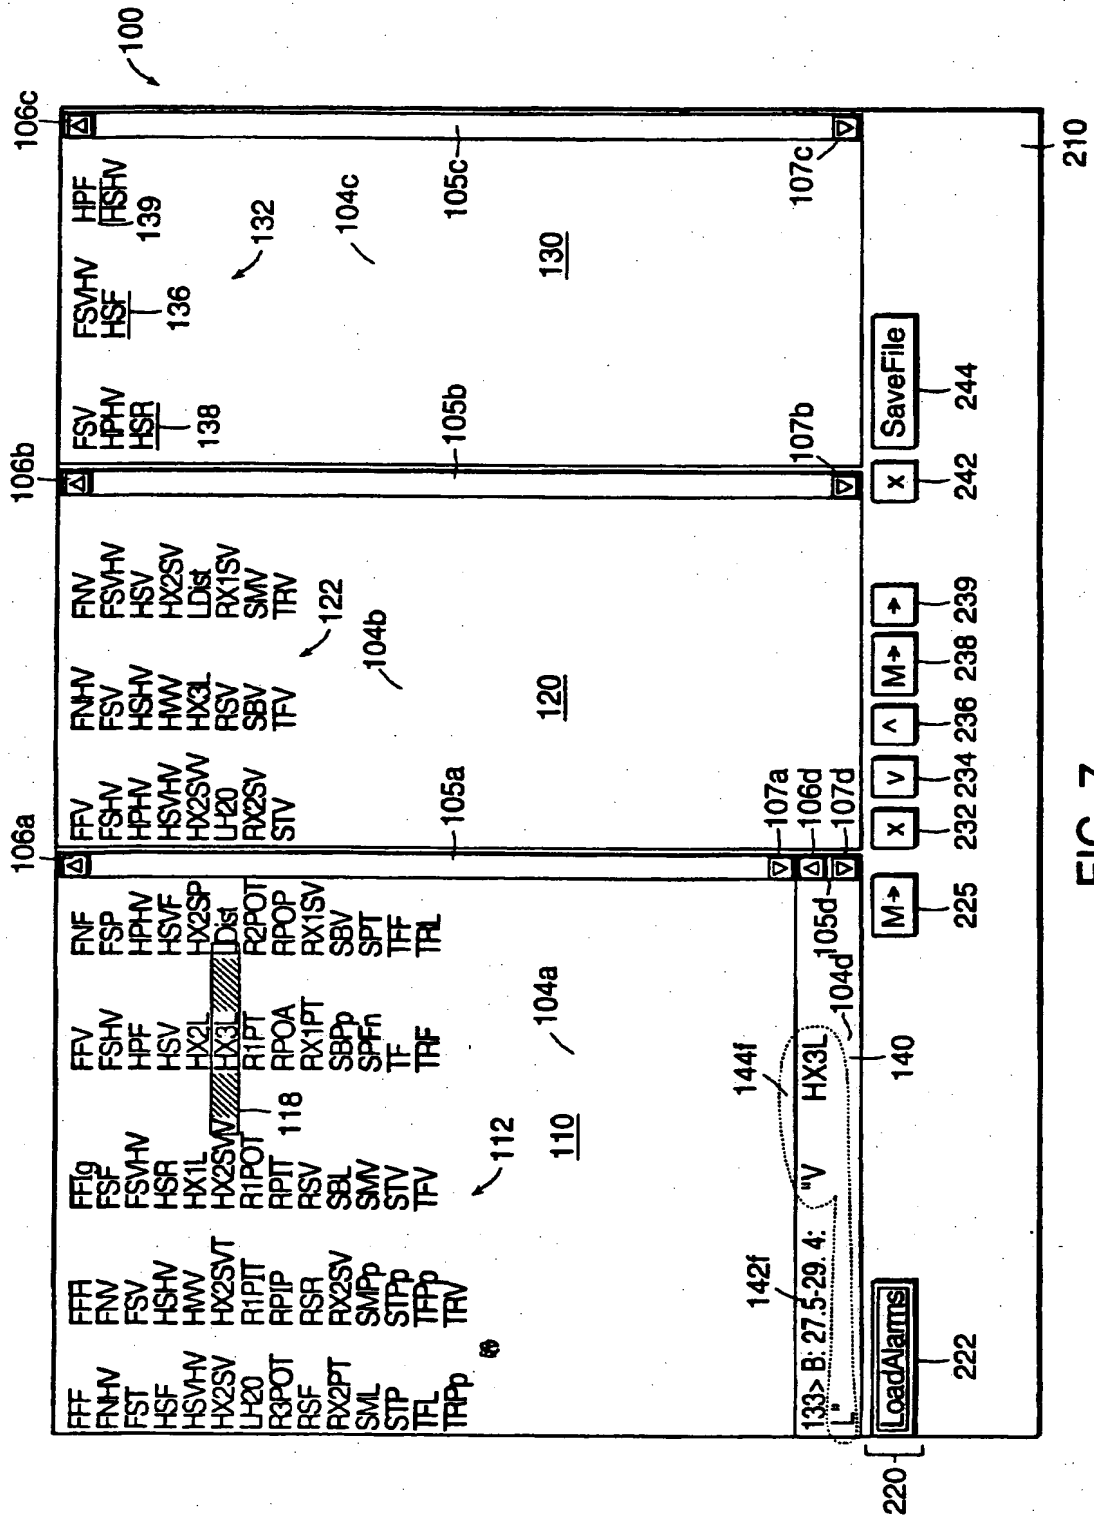 100
106a
106b
106c
FFF FFR FFlg FFV FNF
FNHV FNV FSF FSHV FSP
FST FSV FSVHV HPF HPHV
HSF HSHV HSR HSV HSVF
HSVHV HWV HX1L HX2L HX2SP
HX2SV HX2SVT HX2SVV HX3L LDist
LH20 R1PIT R1POT R1PT R2POT
R3POT RPIP RPIT RPOA RPOP
RSF RSR RSV RX1PT RX1SV
RX2PT RX2SV SBL SBPp SBV
SML SMPp SMV SPFn SPT
STP STPp STV TF TFF
TFL TFPp TFV TRF TRL
TRPp TRV
118
112
104a
110
105a
FFV FNHV FNV
FSHV FSV FSVHV
HPHV HSHV HSV
HSVHV HWV HX2SV
HX2SVV HX3L LDist
LH20 RSV RX1SV
RX2SV SBV SMV
STV TFV TRV
122
104b
120
105b
FSV FSVHV HPF
HPHV HSF HSHV
HSR
138
136
139
132
104c
130
105c
142f
144f
107a
106d
107d
107b
107c
133> B: 27.5-29. 4: "V HX3L
L"
105d
104d
140
220
LoadAlarms M→ x v ^ M→ → x SaveFile
222 225 232 234 236 238 239 242 244
210